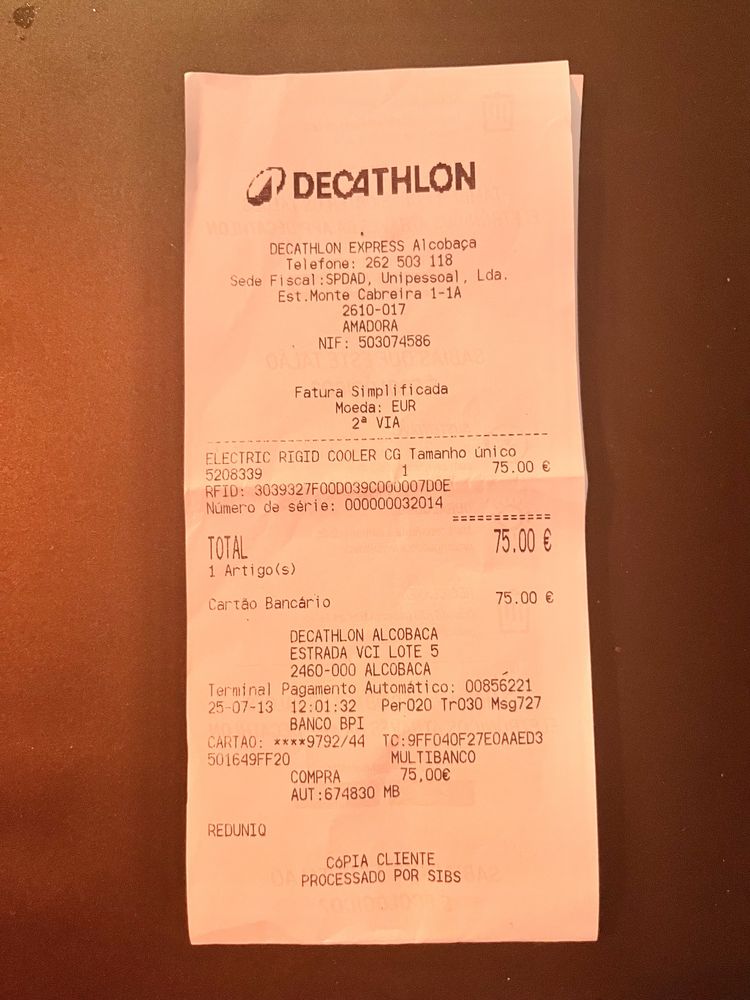 DECATHLON
DECATHLON EXPRESS Alcobaça
Telefone: 262 503 118
Sede Fiscal:SPDAD, Unipessoal, Lda.
Est.Monte Cabreira 1-1A
2610-017
AMADORA
NIF: 503074586
Fatura Simplificada
Moeda: EUR
2ª VIA
ELECTRIC RIGID COOLER CG Tamanho único
5208339 1 75.00 €
RFID: 3039327F00D039C000007D0E
Número de série: 000000032014
TOTAL 75.00 €
1 Artigo(s)
Cartão Bancário 75.00 €
DECATHLON ALCOBACA
ESTRADA VCI LOTE 5
2460-000 ALCOBACA
Terminal Pagamento Automático: 00856221
25-07-13 12:01:32 Per020 Tr030 Msg727
BANCO BPI
CARTAO: ****9792/44 TC:9FF040F27E0AAED3
501649FF20 MULTIBANCO
COMPRA 75,00€
AUT:674830 MB
REDUNIQ
CóPIA CLIENTE
PROCESSADO POR SIBS